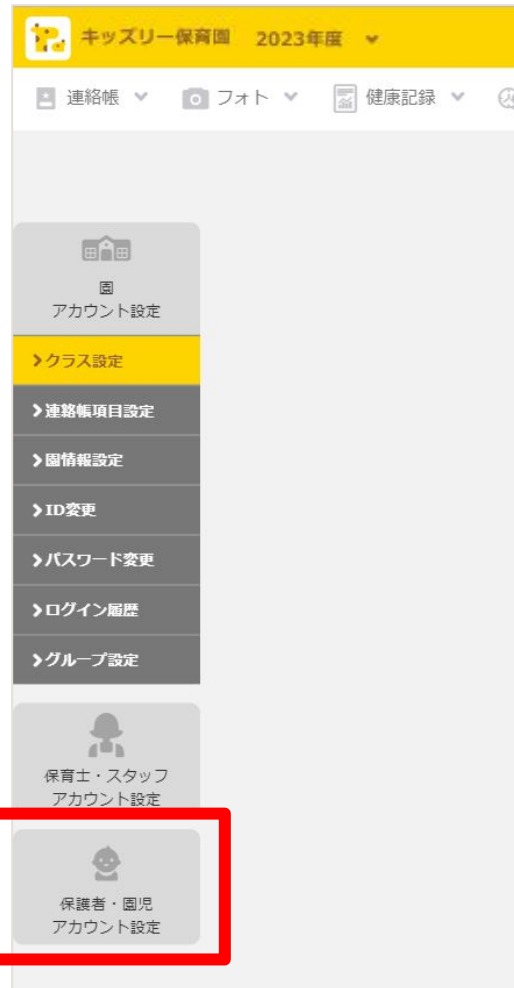 キッズリー保育園 2023年度
連絡帳 フォト 健康記録
園
アカウント設定
クラス設定
連絡帳項目設定
園情報設定
ID変更
パスワード変更
ログイン履歴
グループ設定
保育士・スタッフ
アカウント設定
保護者・園児
アカウント設定